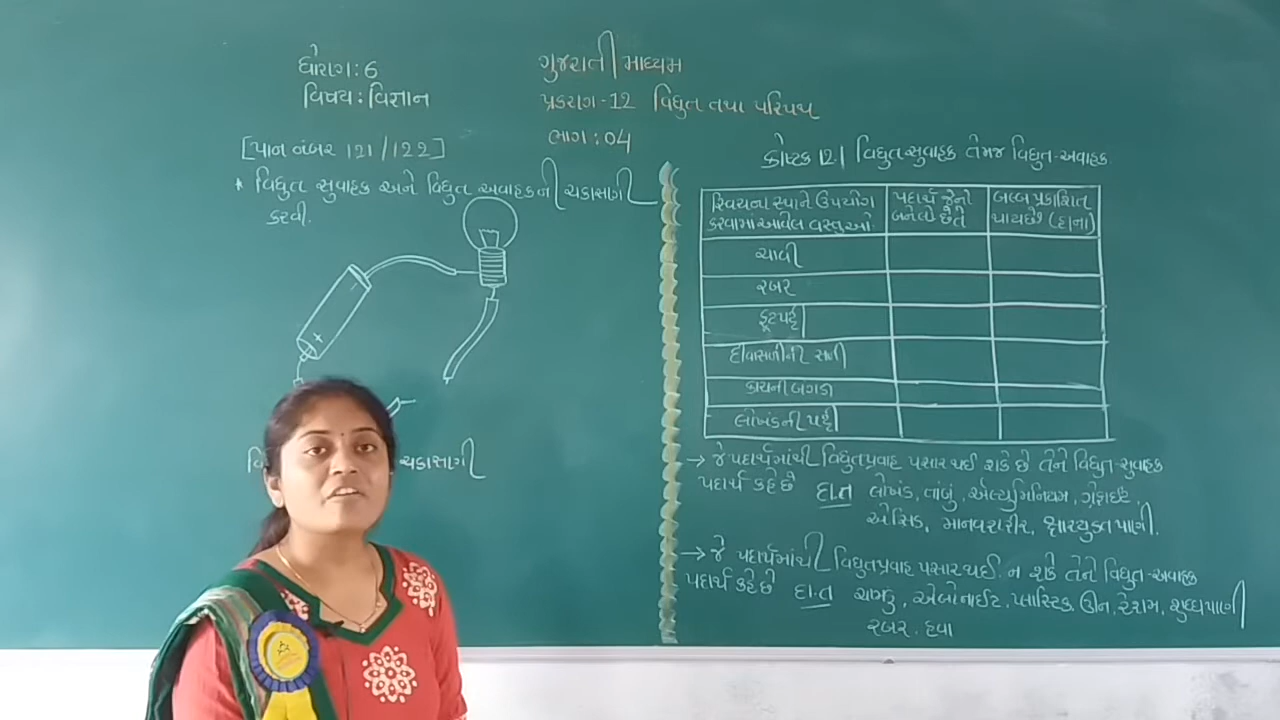 ધોરણ : 6
વિષય : વિજ્ઞાન
ગુજરાતી માધ્યમ
પ્રકરણ - 12 વિદ્યુત તથા પરિપથ
ભાગ : 04
[પાન નંબર 121 / 122]
* વિદ્યુત સુવાહક અને વિદ્યુત અવાહકની ચકાસણી
કરવી.
+
ચકાસણી
કોષ્ટક 12.1 વિદ્યુત સુવાહક તેમજ વિદ્યુત-અવાહક
સ્વિચના સ્થાને ઉપયોગ
કરવામાં આવેલ વસ્તુઓ
પદાર્થ જેનો
બનેલો છે તે
બલ્બ પ્રકાશિત
થાય છે? (હા/ના)
ચાવી
રબર
ફૂટપટ્ટી
દીવાસળીની સળી
કાચની બંગડી
લોખંડની પટ્ટી
→ જે પદાર્થમાંથી વિદ્યુતપ્રવાહ પસાર થઈ શકે છે તેને વિદ્યુત-સુવાહક
પદાર્થ કહે છે દા.ત લોખંડ, તાંબું, એલ્યુમિનિયમ, ગ્રેફાઈટ,
એસિડ, માનવશરીર, ક્ષારયુક્ત પાણી.
→ જે પદાર્થમાંથી વિદ્યુતપ્રવાહ પસાર થઈ ન શકે તેને વિદ્યુત-અવાહક
પદાર્થ કહે છે દા.ત ચામડું, એબોનાઈટ, પ્લાસ્ટિક, ઊન, રેશમ, શુધ્ધ પાણી
રબર. હવા